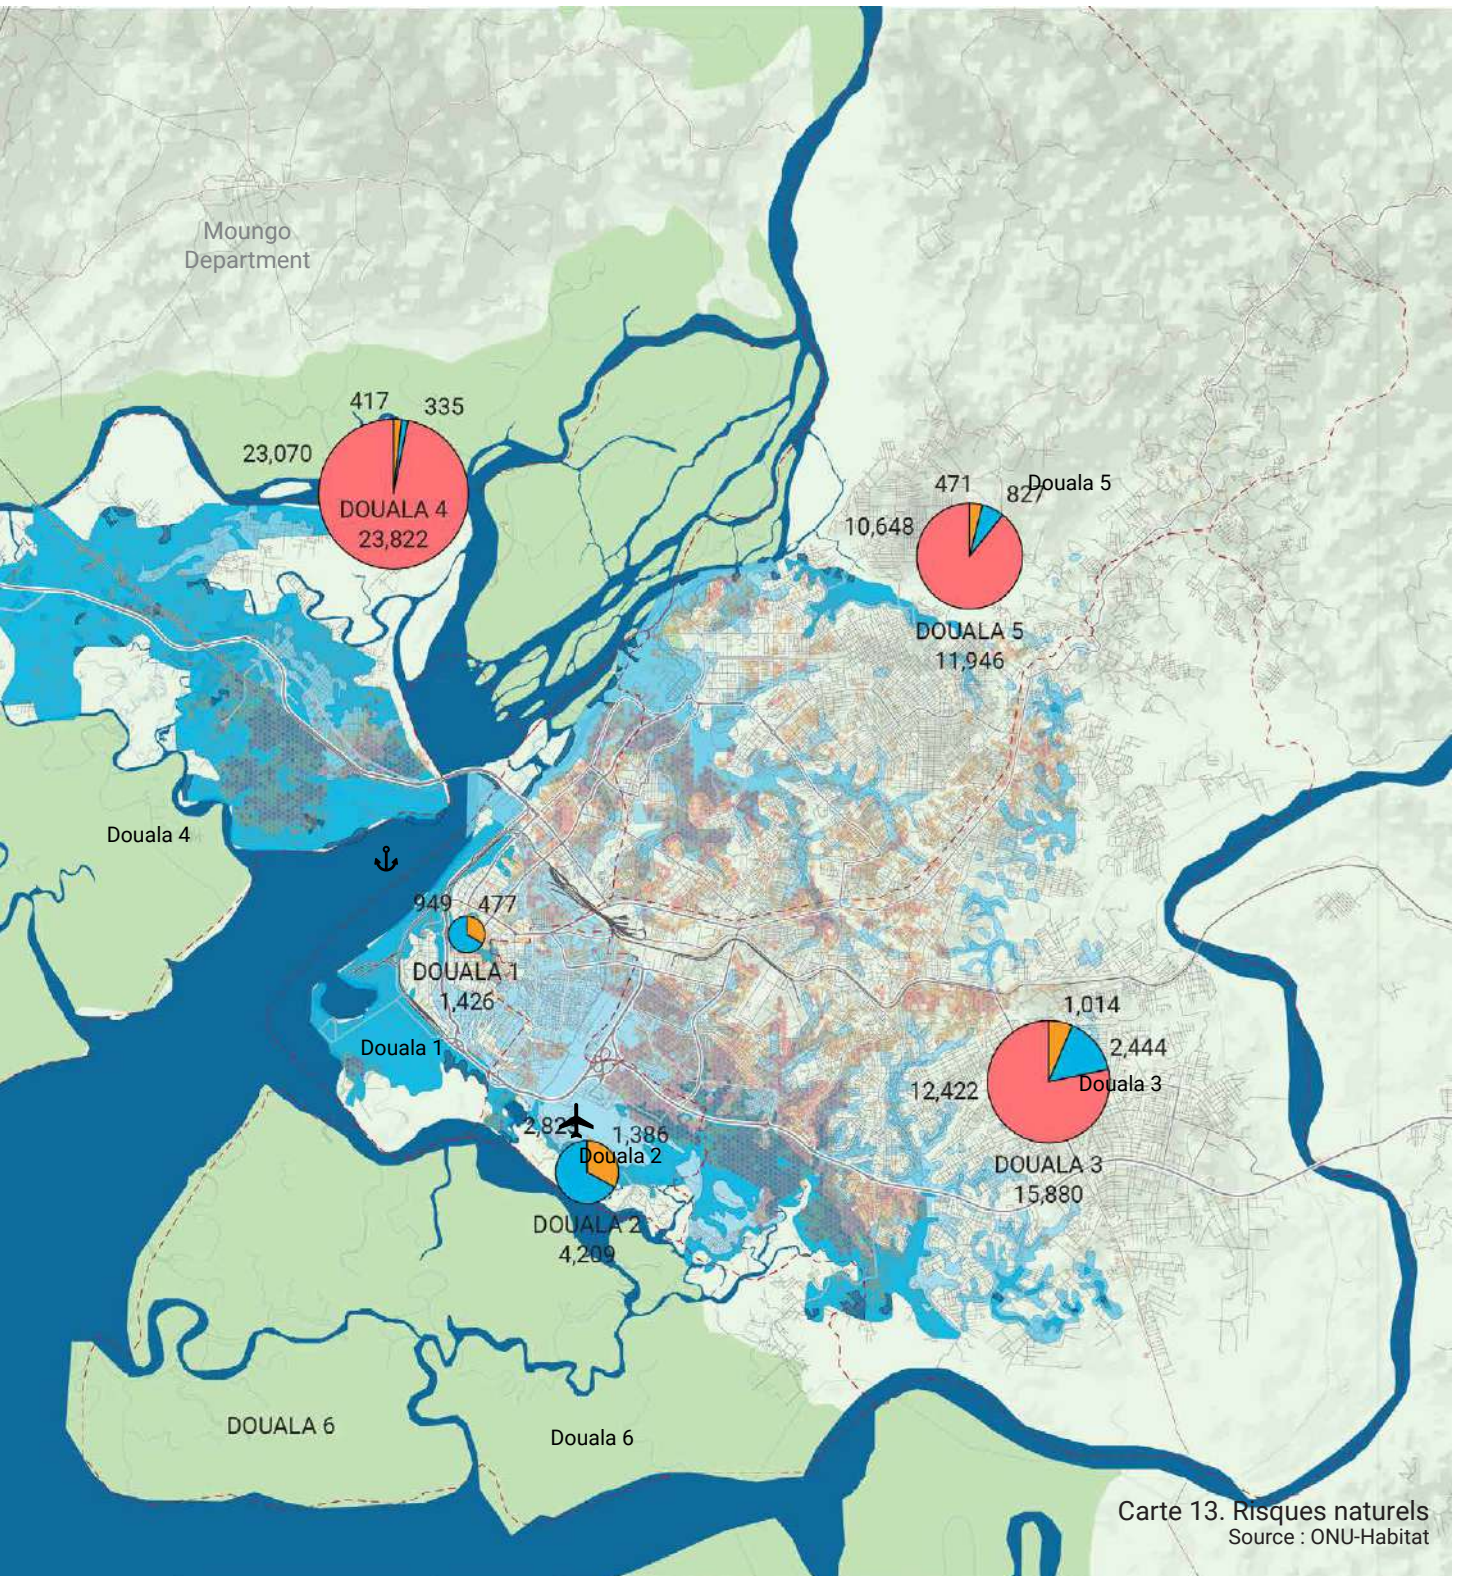 Moungo
Department
417
335
23,070
DOUALA 4
23,822
471
827
Douala 5
10,648
DOUALA 5
11,946
Douala 4
949
477
DOUALA 1
1,426
Douala 1
1,014
2,444
12,422
Douala 3
DOUALA 3
15,880
1,386
Douala 2
DOUALA 2
4,209
DOUALA 6
Douala 6
Carte 13. Risques naturels
Source : ONU-Habitat